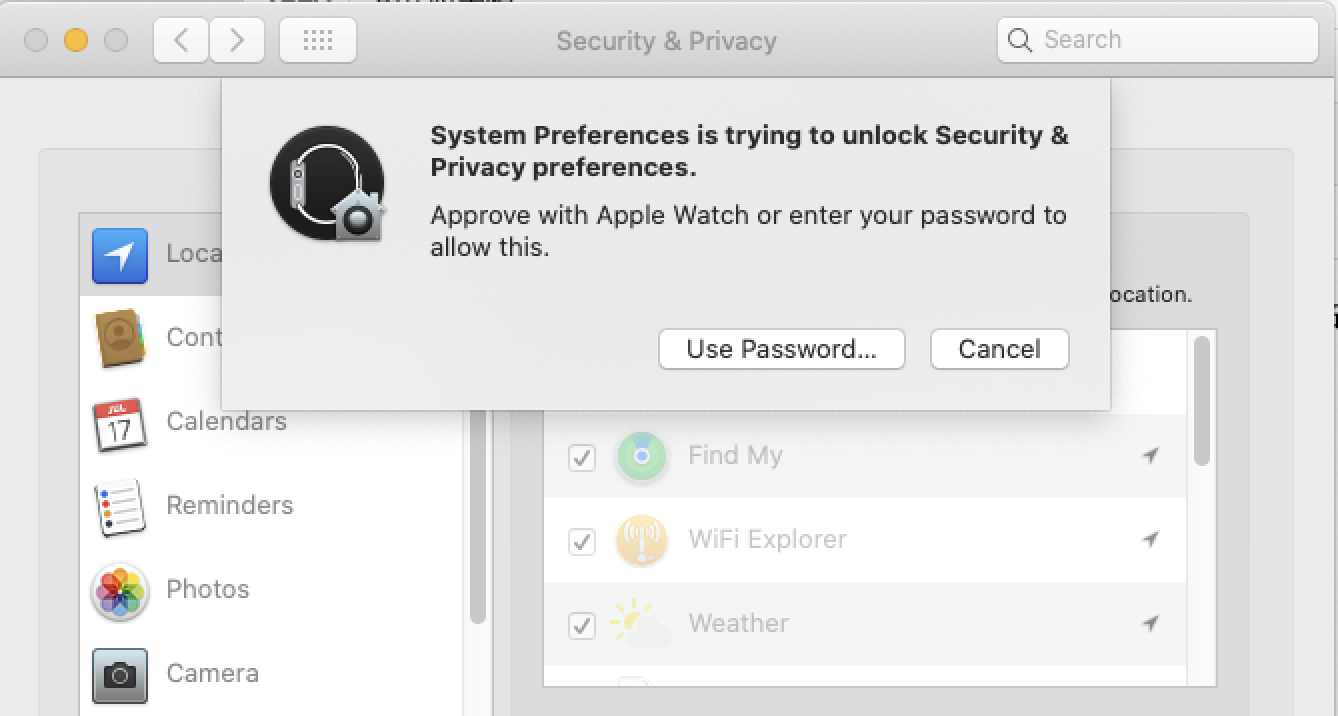 Security & Privacy
Search
System Preferences is trying to unlock Security &
Privacy preferences.
Approve with Apple Watch or enter your password to
allow this.
Use Password...
Cancel
Loca
Cont
JUL
17
Calendars
Reminders
Photos
Camera
ocation.
Find My
WiFi Explorer
Weather